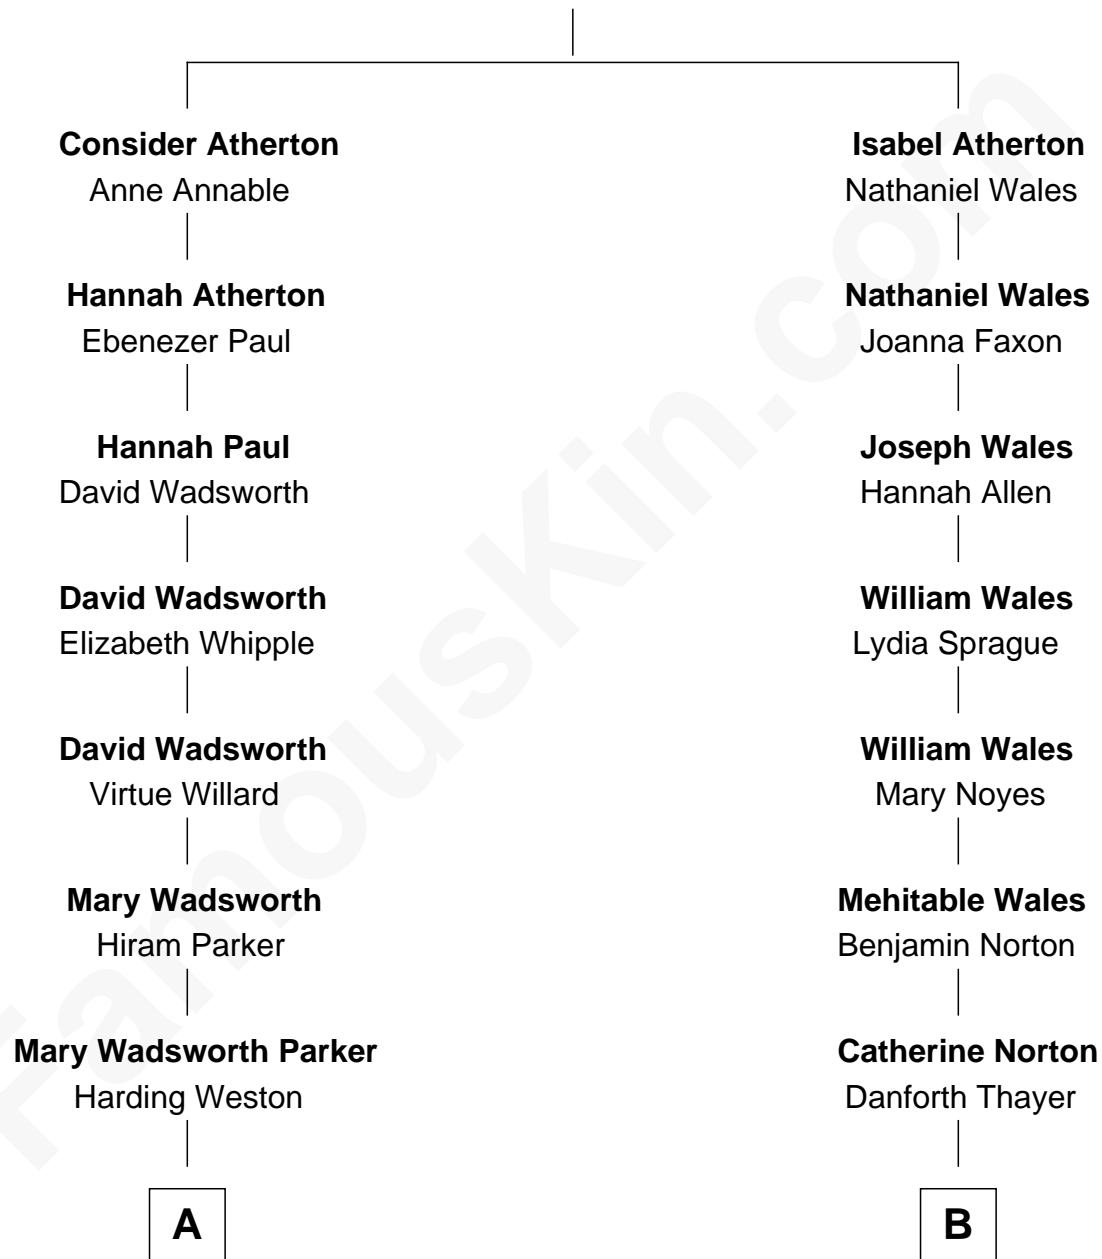 Consider Atherton
Anne Annable
Hannah Atherton
Ebenezer Paul
Hannah Paul
David Wadsworth
David Wadsworth
Elizabeth Whipple
David Wadsworth
Virtue Willard
Mary Wadsworth
Hiram Parker
Mary Wadsworth Parker
Harding Weston
A
Isabel Atherton
Nathaniel Wales
Nathaniel Wales
Joanna Faxon
Joseph Wales
Hannah Allen
William Wales
Lydia Sprague
William Wales
Mary Noyes
Mehitable Wales
Benjamin Norton
Catherine Norton
Danforth Thayer
B
FamousKin.com